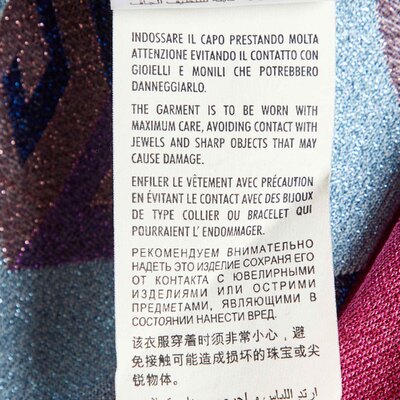 INDOSSARE IL CAPO PRESTANDO MOLTA
ATTENZIONE EVITANDO IL CONTATTO CON
GIOIELLI E MONILI CHE POTREBBERO
DANNEGGIARLO.
THE GARMENT IS TO BE WORN WITH
MAXIMUM CARE, AVOIDING CONTACT WITH
JEWELS AND SHARP OBJECTS THAT MAY
CAUSE DAMAGE.
ENFILER LE VÊTEMENT AVEC PRÉCAUTION
EN ÉVITANT LE CONTACT AVEC DES BIJOUX
DE TYPE COLLIER OU BRACELET QUI
POURRAIENT L'ENDOMMAGER.
РЕКОМЕНДУЕМ ВНИМАТЕЛЬНО
НАДЕТЬ ЭТО ИЗДЕЛИЕ СОХРАНЯ ЕГО
ОТ КОНТАКТА С ЮВЕЛИРНЫМИ
ИЗДЕЛИЯМИ ИЛИ ОСТРИМИ
ПРЕДМЕТАМИ, ЯВЛЯЮЩИМИ В
СОСТОЯНИИ НАНЕСТИ ВРЕД.
该衣服穿着时须非常小心，避
免接触可能造成损坏的珠宝或尖
锐物体。